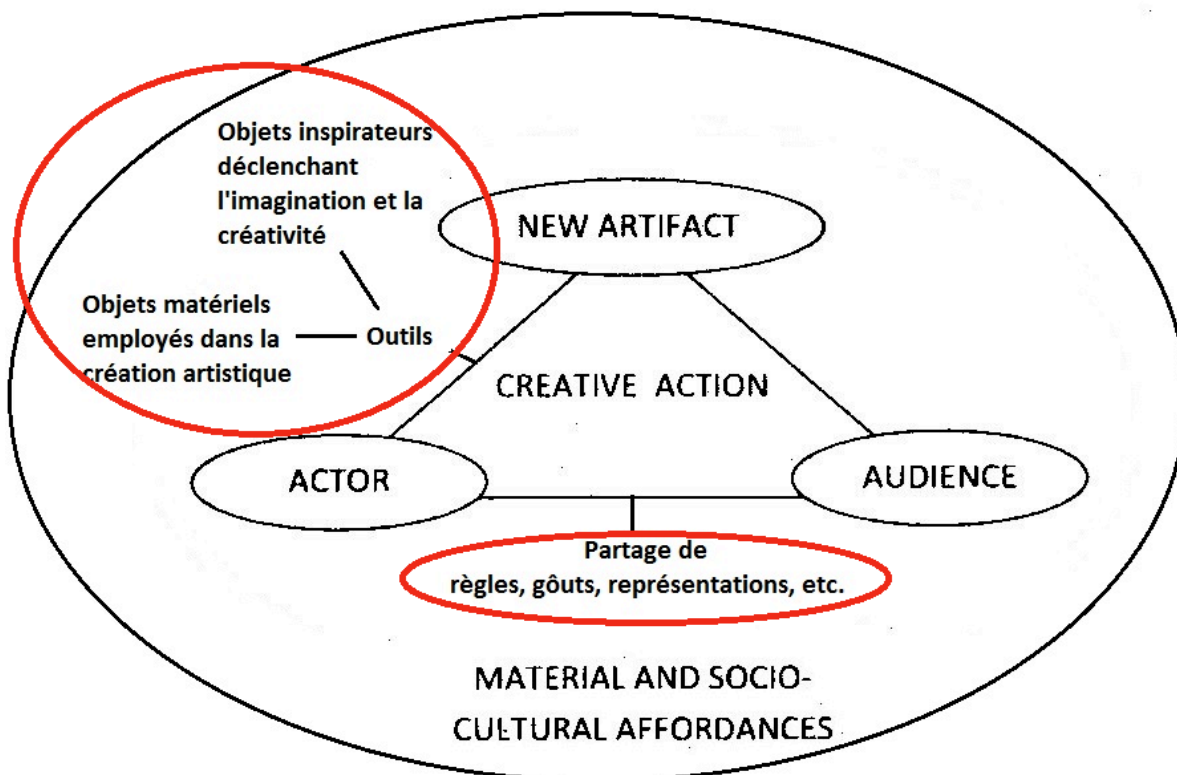 Objets inspirateurs
déclenchant
l'imagination et la
créativité
NEW ARTIFACT
Objets matériels
employés dans la
création artistique
Outils
CREATIVE ACTION
ACTOR
AUDIENCE
Partage de
règles, gôuts, représentations, etc.
MATERIAL AND SOCIO-
CULTURAL AFFORDANCES